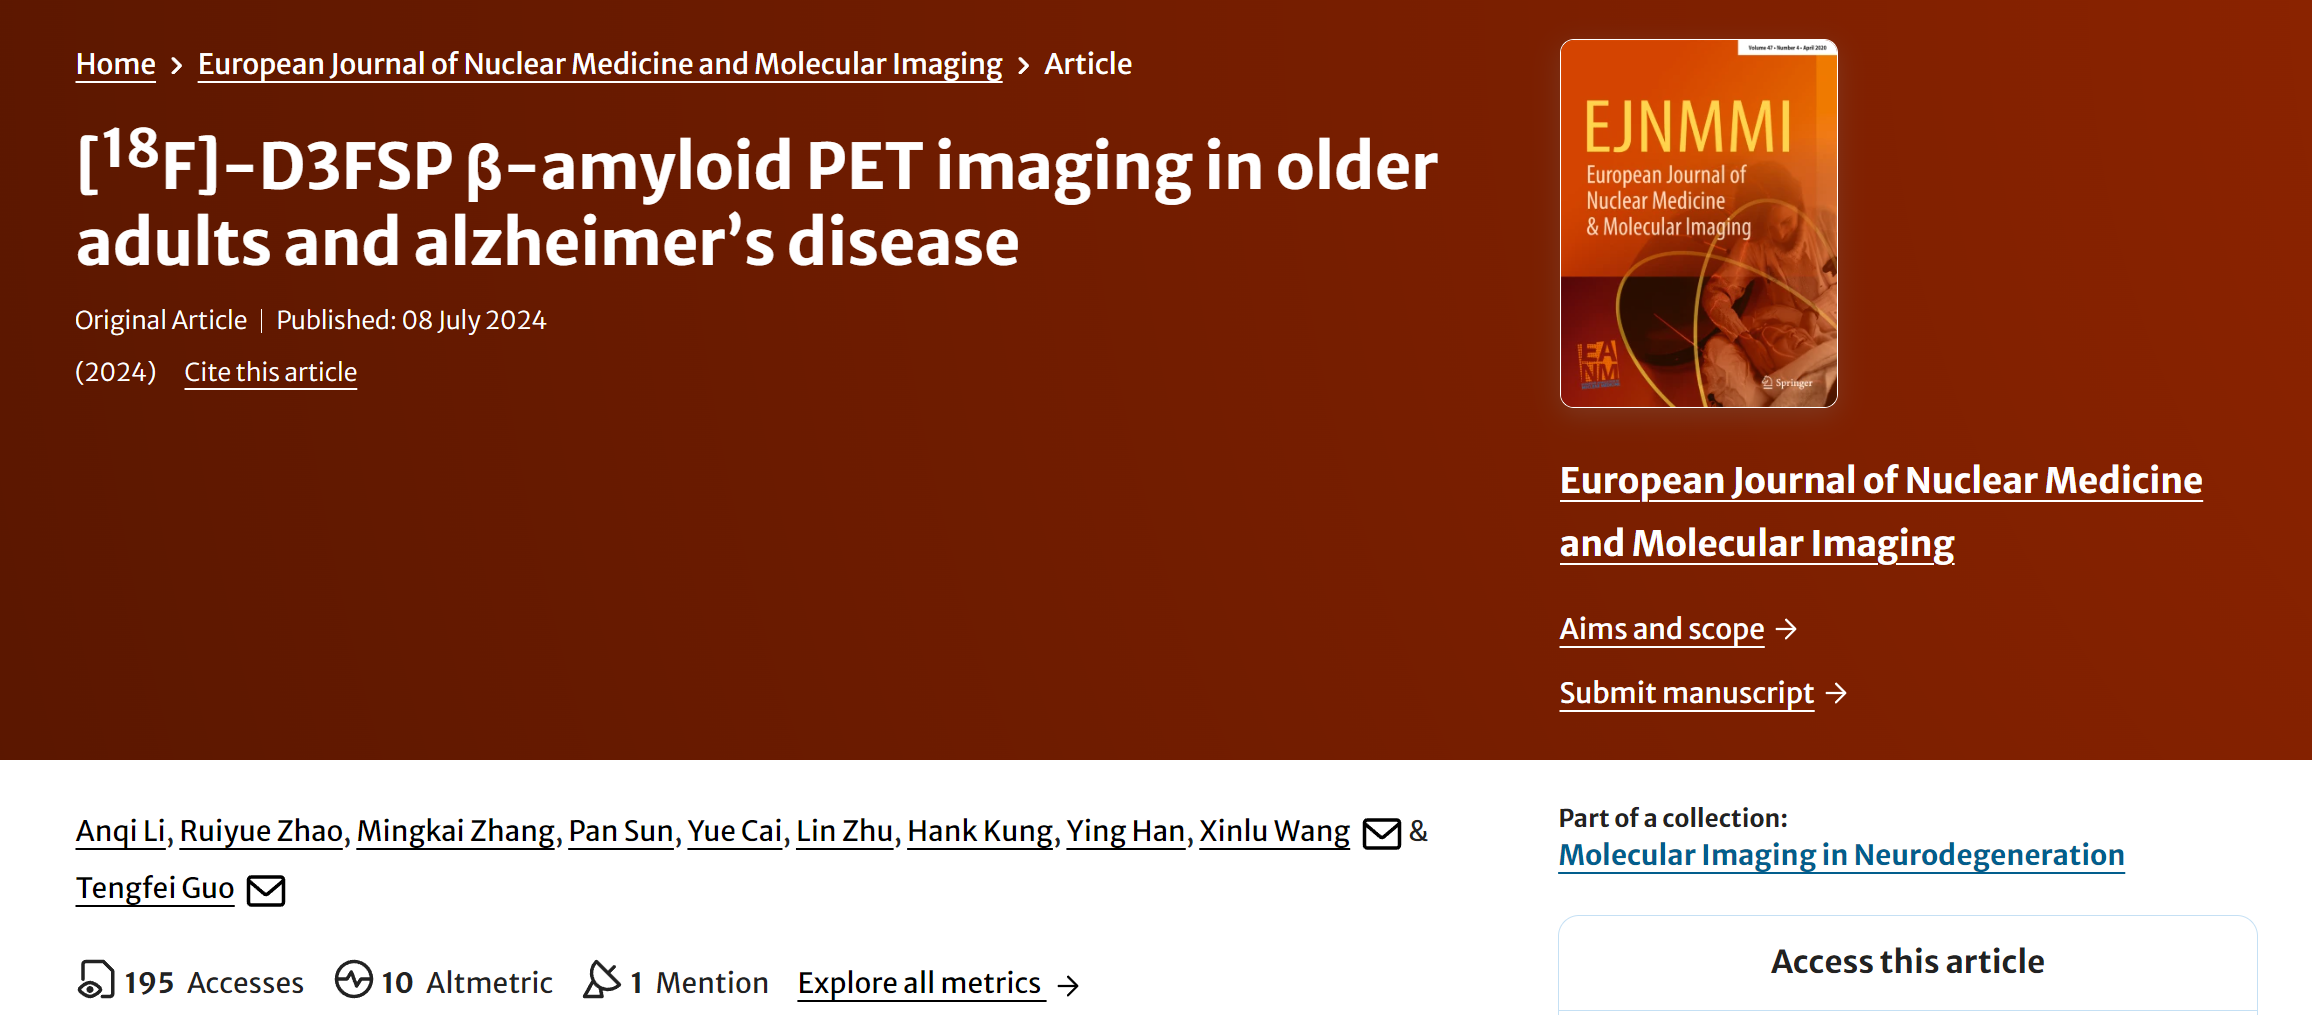 Home > European Journal of Nuclear Medicine and Molecular Imaging > Article
[18F]-D3FSP β-amyloid PET imaging in older
adults and alzheimer’s disease
Original Article | Published: 08 July 2024
(2024) Cite this article
Volume 47 • Number 4 • April 2020
EJNMMI
European Journal of
Nuclear Medicine
& Molecular Imaging
EANM
Springer
European Journal of Nuclear Medicine
and Molecular Imaging
Aims and scope →
Submit manuscript →
Anqi Li, Ruiyue Zhao, Mingkai Zhang, Pan Sun, Yue Cai, Lin Zhu, Hank Kung, Ying Han, Xinlu Wang &
Tengfei Guo
195 Accesses 10 Altmetric 1 Mention Explore all metrics →
Part of a collection:
Molecular Imaging in Neurodegeneration
Access this article